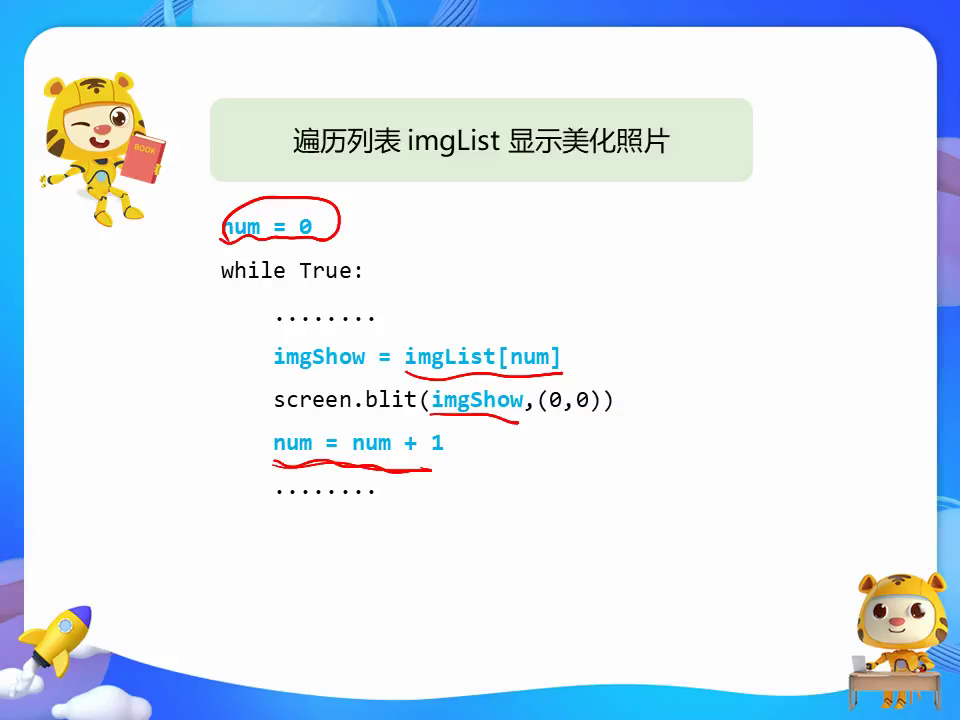 BOOK
遍历列表 imgList 显示美化照片
num = 0
while True:
........
imgShow = imgList[num]
screen.blit(imgShow,(0,0))
num = num + 1
........